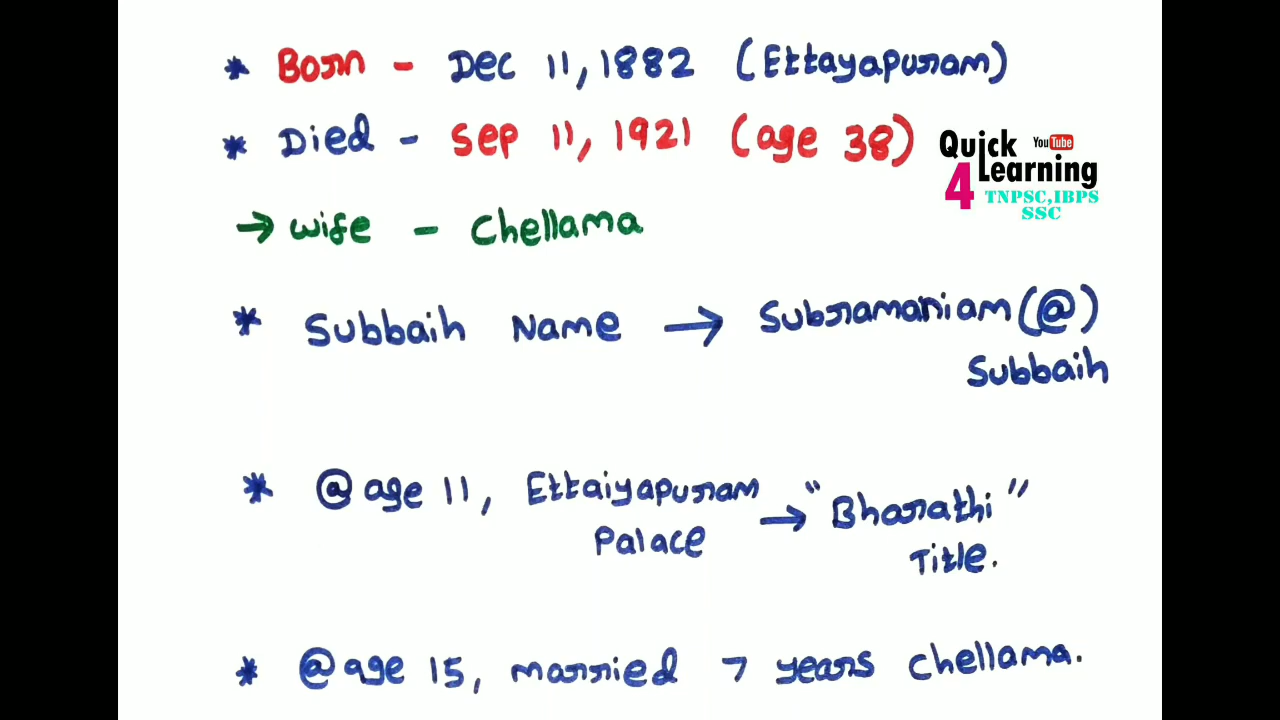 * Born - Dec 11, 1882 (Ettayapuram)
* Died - Sep 11, 1921 (age 38)
Quick YouTube
4 Learning
TNPSC,IBPS
SSC
→ wife - Chellama
* Subbaih Name → Subramaniam (@)
Subbaih
* @ age 11, Ettaiyapuram → "Bharathi"
Palace Title.
* @ age 15, married 7 years Chellama.